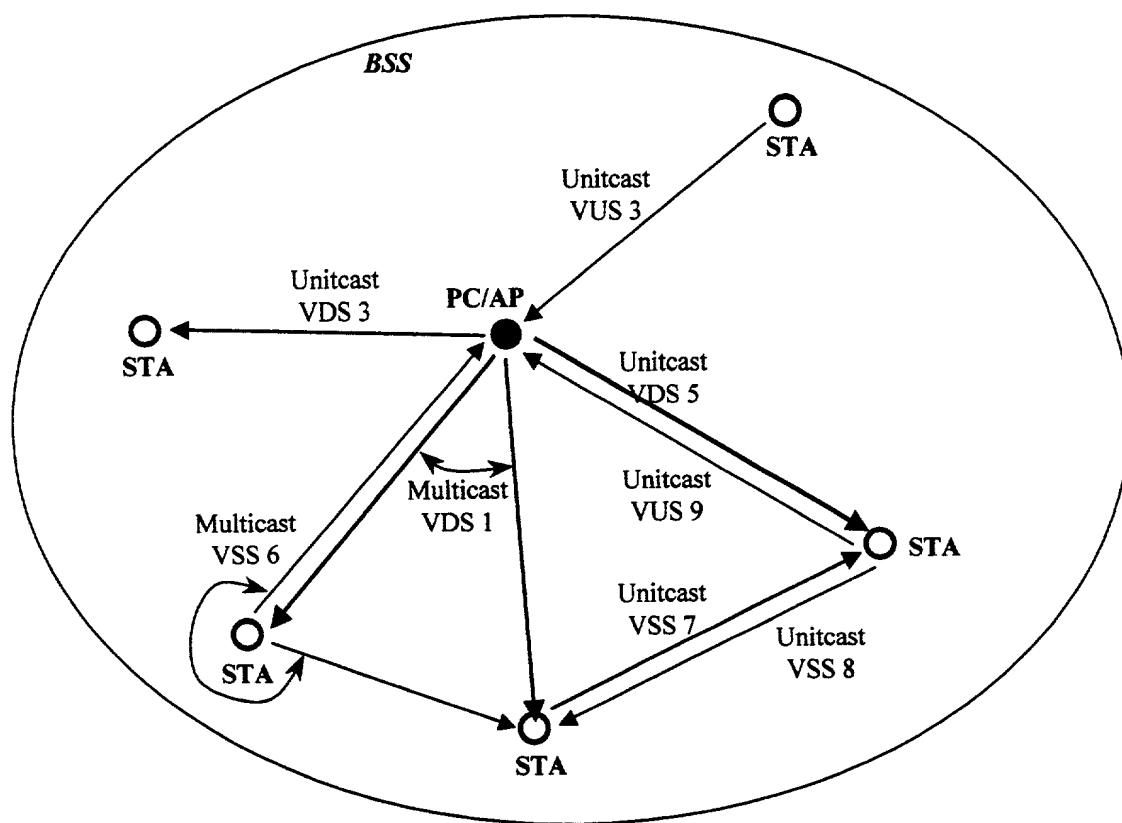 BSS
STA
Unitcast
VUS 3
Unitcast
VDS 3
PC/AP
STA
Unitcast
VDS 5
Multicast
VDS 1
Unitcast
VUS 9
Multicast
VSS 6
STA
Unitcast
VSS 7
Unitcast
VSS 8
STA
STA